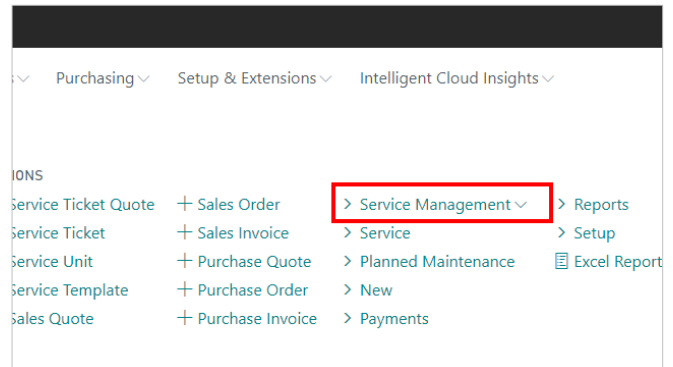 Purchasing Setup & Extensions Intelligent Cloud Insights
IONS
Service Ticket Quote + Sales Order > Service Management > Reports
Service Ticket + Sales Invoice > Service > Setup
Service Unit + Purchase Quote > Planned Maintenance Excel Report
Service Template + Purchase Order > New
Sales Quote + Purchase Invoice > Payments